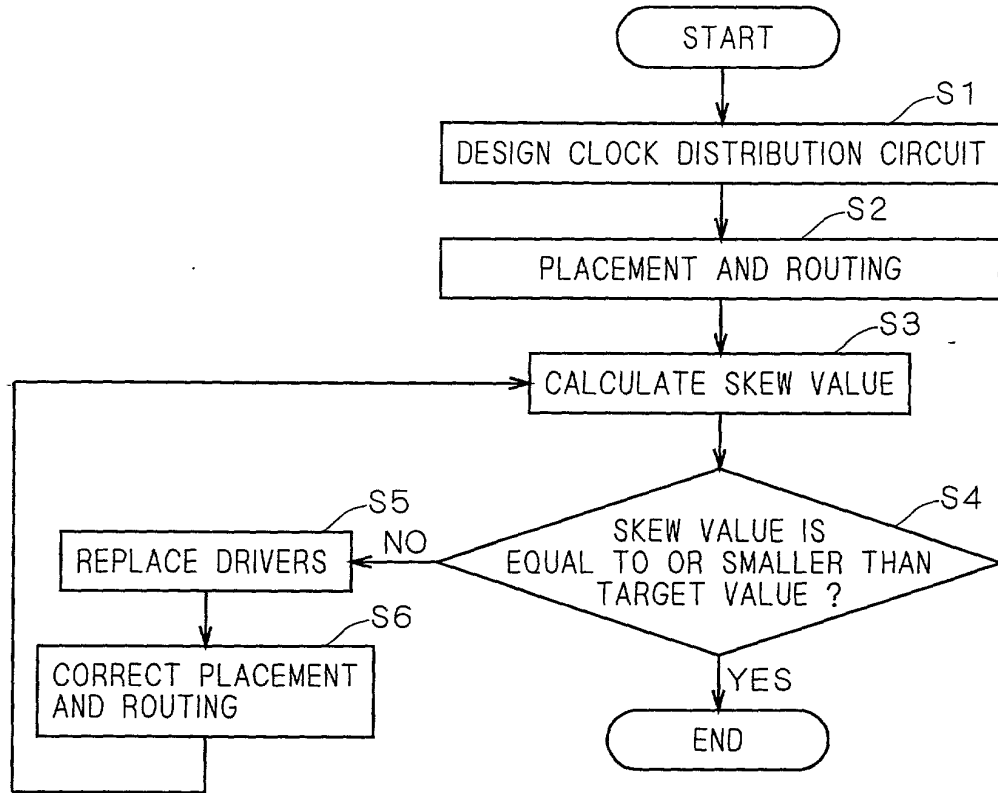 START
S1
DESIGN CLOCK DISTRIBUTION CIRCUIT
S2
PLACEMENT AND ROUTING
S3
CALCULATE SKEW VALUE
S4
SKEW VALUE IS
EQUAL TO OR SMALLER THAN
TARGET VALUE ?
NO
S5
REPLACE DRIVERS
S6
CORRECT PLACEMENT
AND ROUTING
YES
END